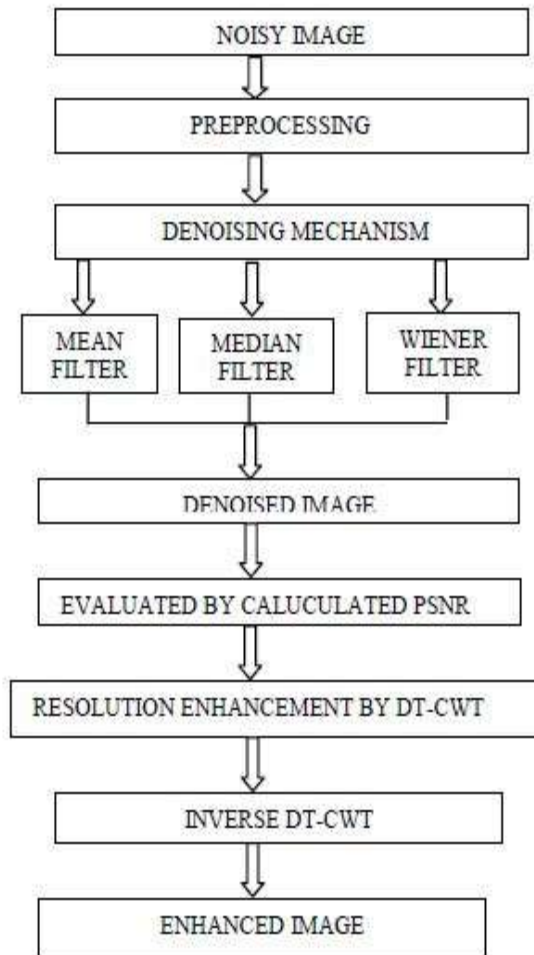 NOISY IMAGE
PREPROCESSING
DENOISING MECHANISM
MEAN
FILTER
MEDIAN
FILTER
WIENER
FILTER
DENOISED IMAGE
EVALUATED BY CALUCULATED PSNR
RESOLUTION ENHANCEMENT BY DT-CWT
INVERSE DT-CWT
ENHANCED IMAGE